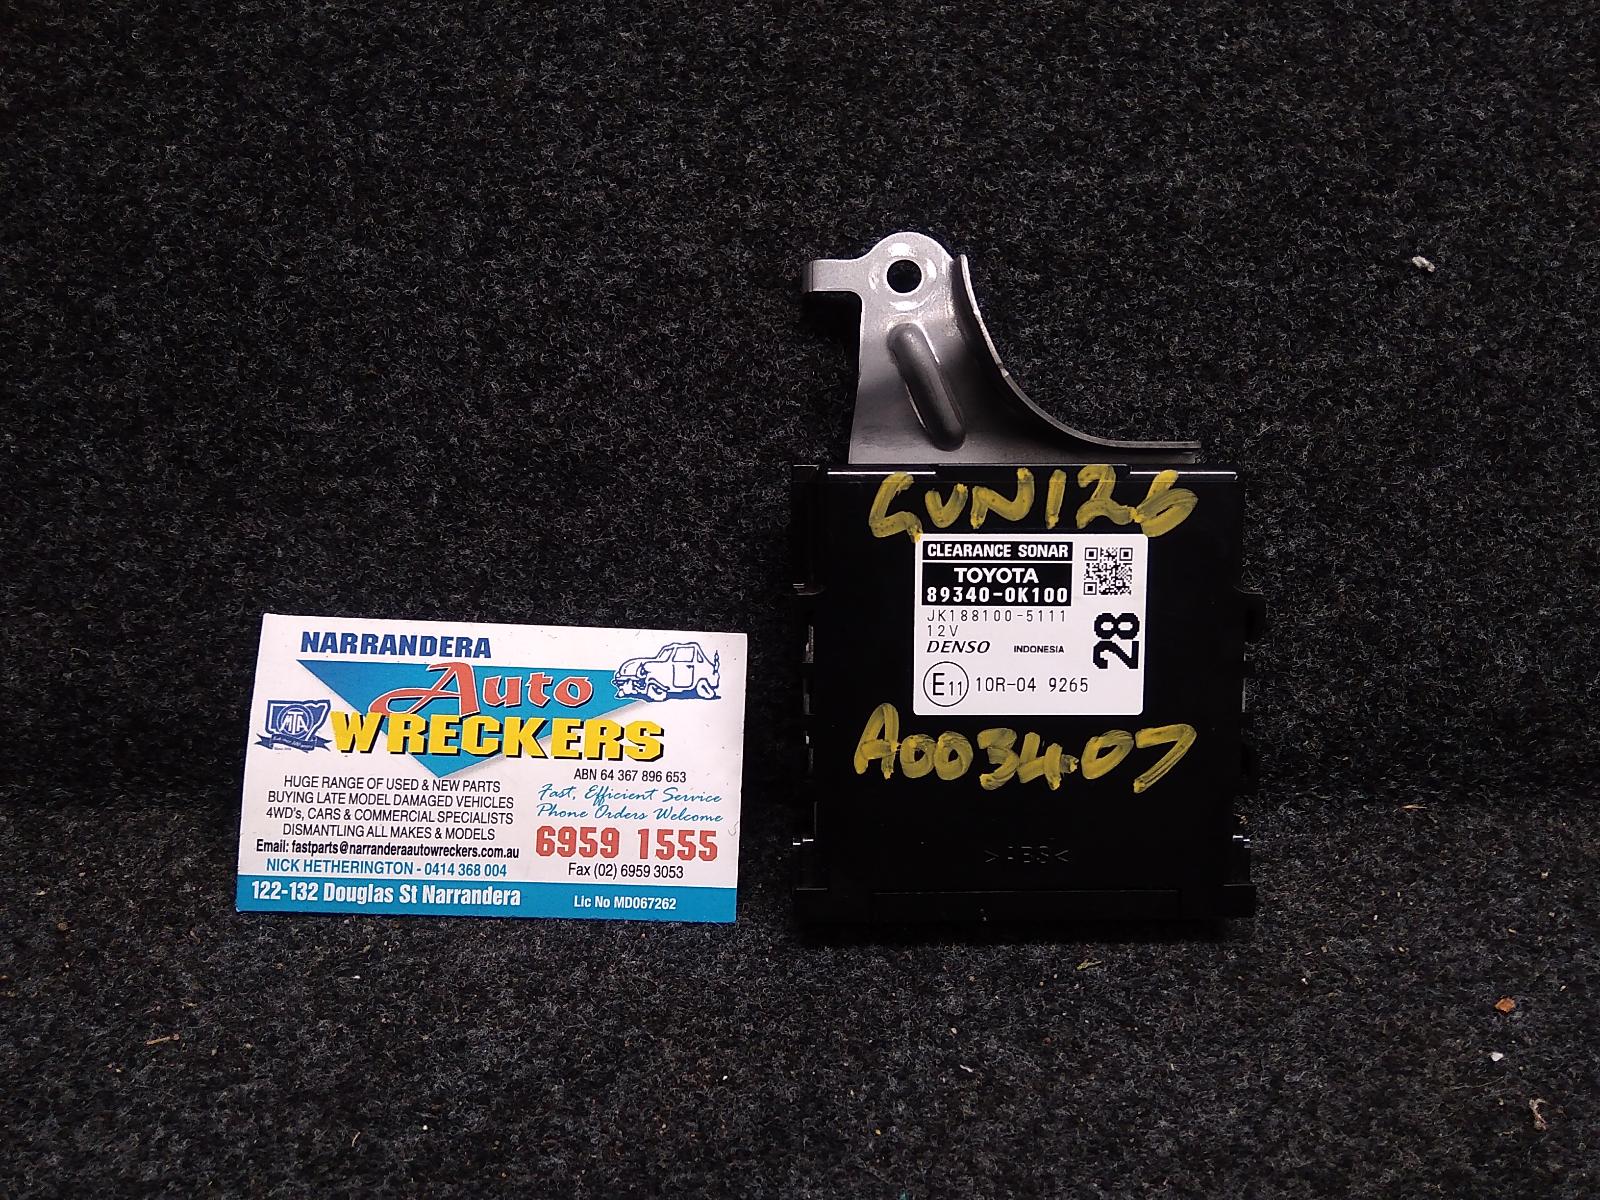 NARRANDERA
Auto
WRECKERS
MTA
ABN 64 367 896 653
HUGE RANGE OF USED & NEW PARTS
BUYING LATE MODEL DAMAGED VEHICLES
4WD's, CARS & COMMERCIAL SPECIALISTS
DISMANTLING ALL MAKES & MODELS
Email: fastparts@narranderaautowreckers.com.au
NICK HETHERINGTON - 0414 368 004
Fast, Efficient Service
Phone Orders Welcome
6959 1555
Fax (02) 6959 3053
122-132 Douglas St Narrandera
Lic No MD067262
GUN126
CLEARANCE SONAR
TOYOTA
89340-0K100
JK188100-5111
12V
DENSO INDONESIA
28
E11 10R-04 9265
A003407